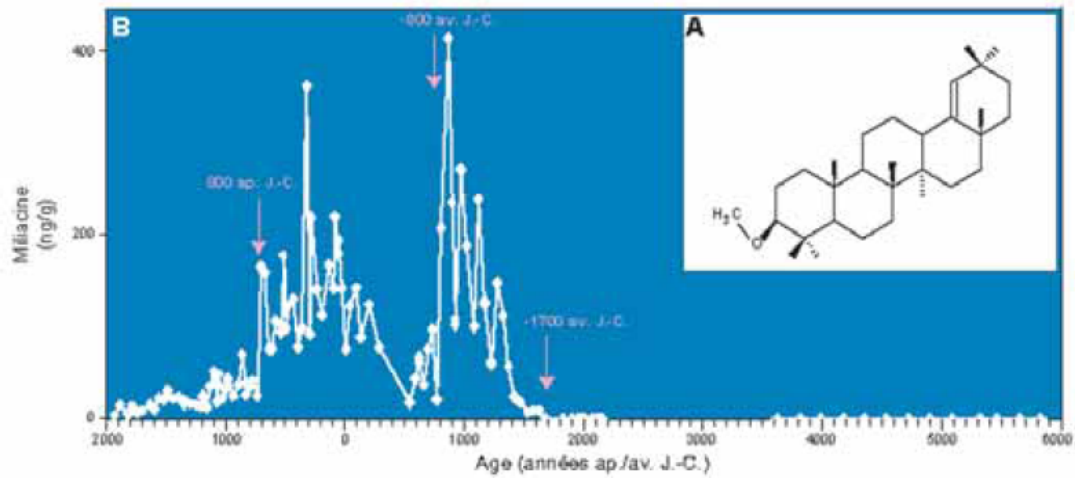 B
A
-800 av. J.-C.
400
800 ap. J.-C.
200
-1700 av. J.-C.
0
Miliacine
(ng/g)
H3C
O
2000 1000 0 1000 2000 3000 4000 5000 6000
Age (années ap./av. J.-C.)